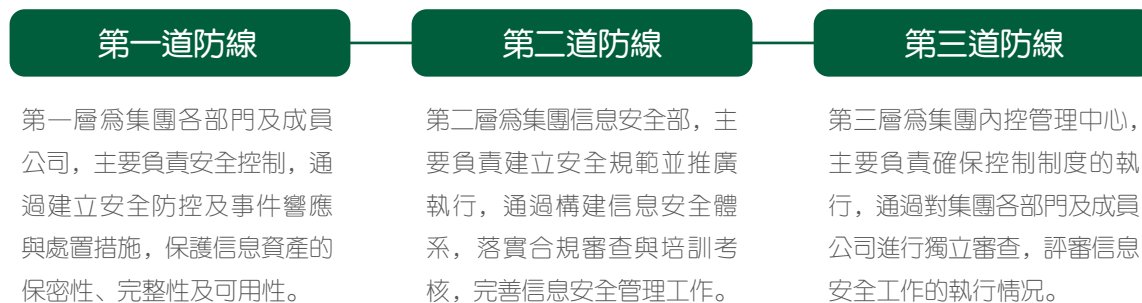 第一道防線
第一層為集團各部門及成員
公司，主要負責安全控制，通
過建立安全防控及事件響應
與處置措施，保護信息資產的
保密性、完整性及可用性。
第二道防線
第二層為集團信息安全部，主
要負責建立安全規範並推廣
執行，通過構建信息安全體
系，落實合規審查與培訓考
核，完善信息安全管理工作。
第三道防線
第三層為集團內控管理中心，
主要負責確保控制制度的執
行，通過對集團各部門及成員
公司進行獨立審查，評審信息
安全工作的執行情况。